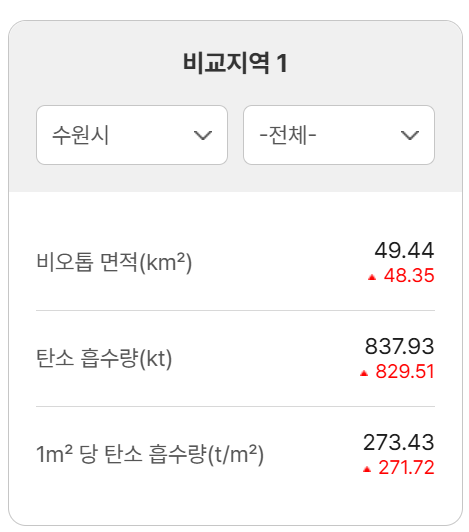 비교지역 1
수원시
-전체-
비오톱 면적(km²)
49.44
▲ 48.35
탄소 흡수량(kt)
837.93
▲ 829.51
1m² 당 탄소 흡수량(t/m²)
273.43
▲ 271.72